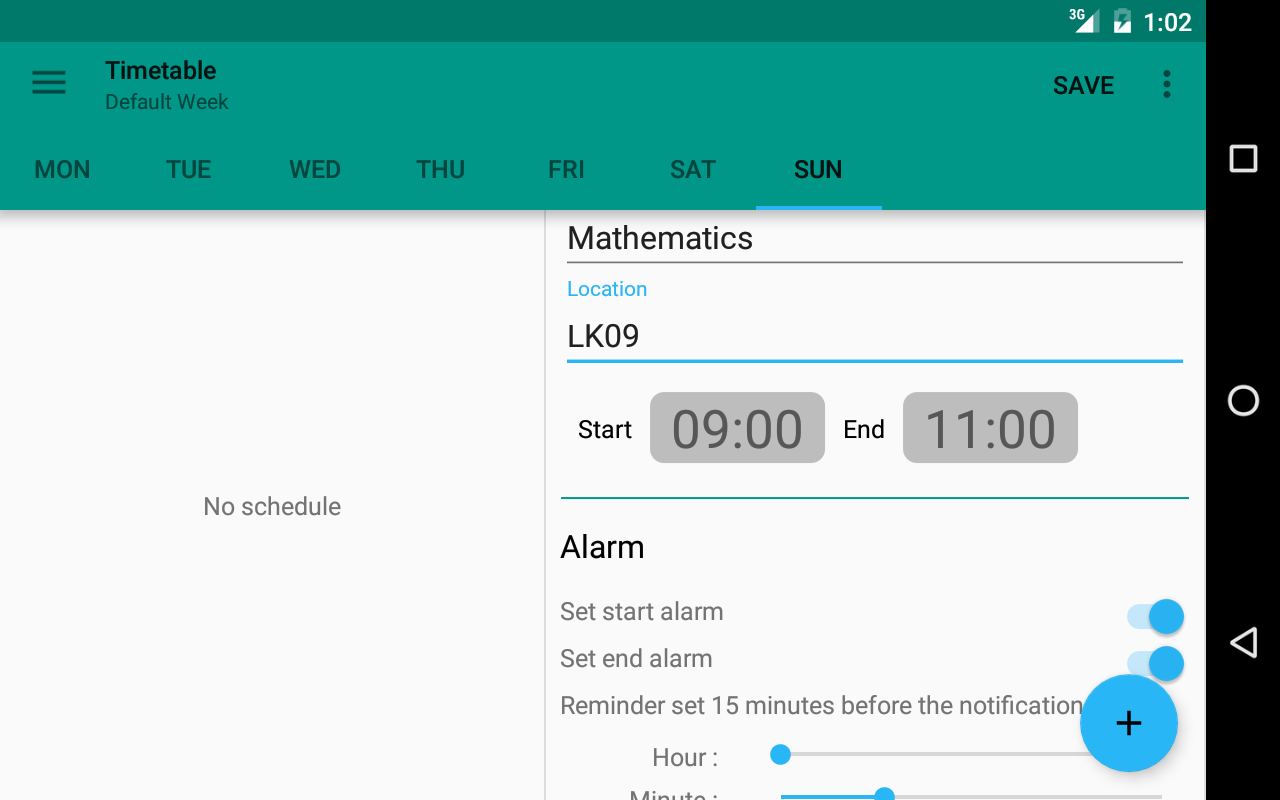 3G 1:02
Timetable
Default Week
SAVE
MON TUE WED THU FRI SAT SUN
Mathematics
Location
LK09
Start 09:00 End 11:00
No schedule
Alarm
Set start alarm
Set end alarm
Reminder set 15 minutes before the notification
Hour :
Minute :